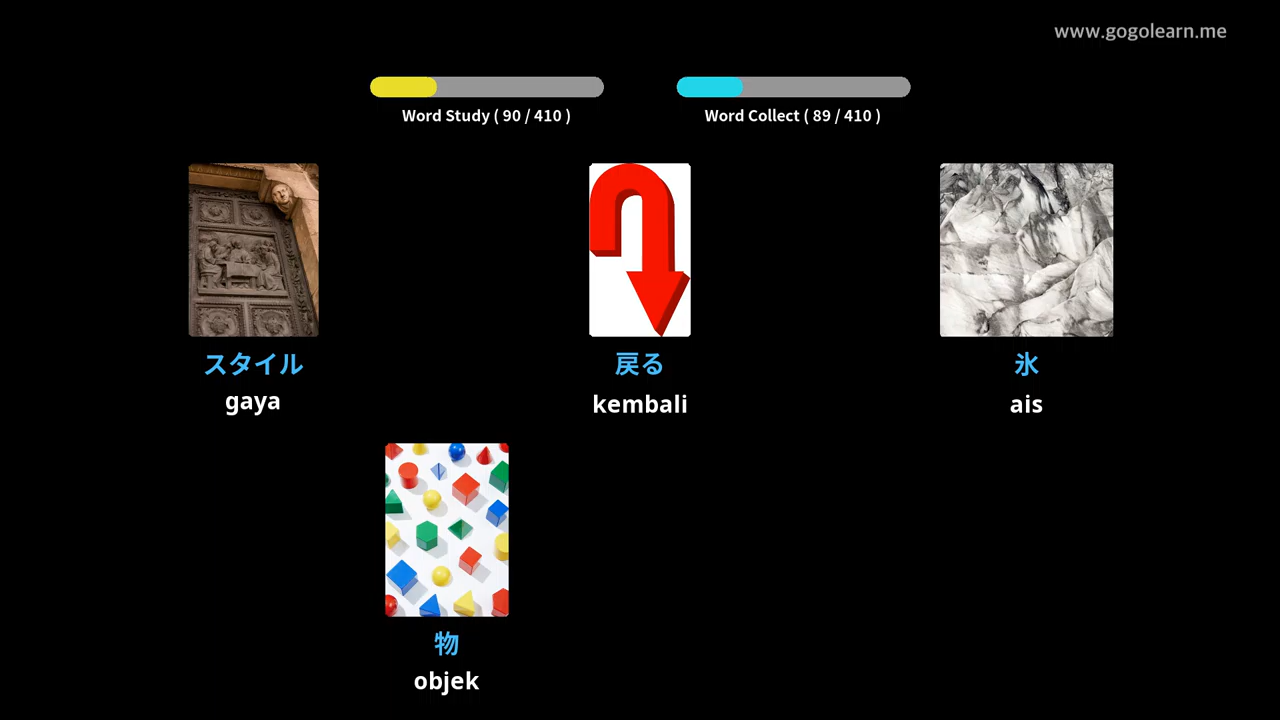 www.gogolearn.me
Word Study ( 90 / 410 )
Word Collect ( 89 / 410 )
スタイル
gaya
戻る
kembali
氷
ais
物
objek